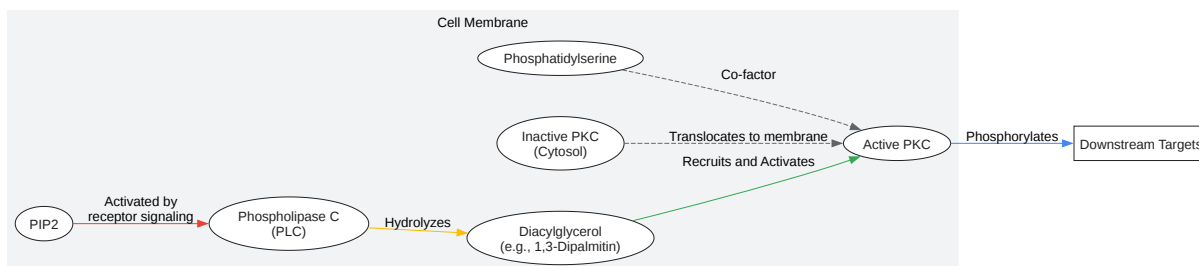 Cell Membrane
Phosphatidylserine
Co-factor
Inactive PKC
(Cytosol)
Translocates to membrane
Active PKC
Phosphorylates
Downstream Targets
Recruits and Activates
PIP2
Activated by
receptor signaling
Phospholipase C
(PLC)
Hydrolyzes
Diacylglycerol
(e.g., 1,3-Dipalmitin)